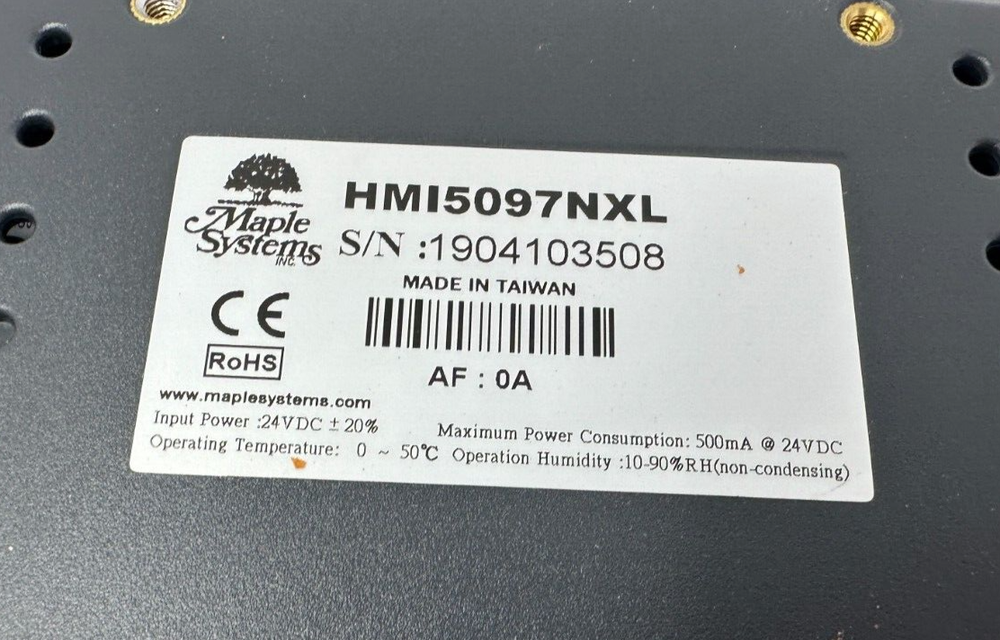 Maple
Systems
INC.
HMI5097NXL
S/N :1904103508
MADE IN TAIWAN
CE
RoHS
AF : 0A
www.maplesystems.com
Input Power :24VDC ± 20%
Maximum Power Consumption: 500mA @ 24VDC
Operating Temperature: 0 ~ 50℃
Operation Humidity :10-90%RH(non-condensing)